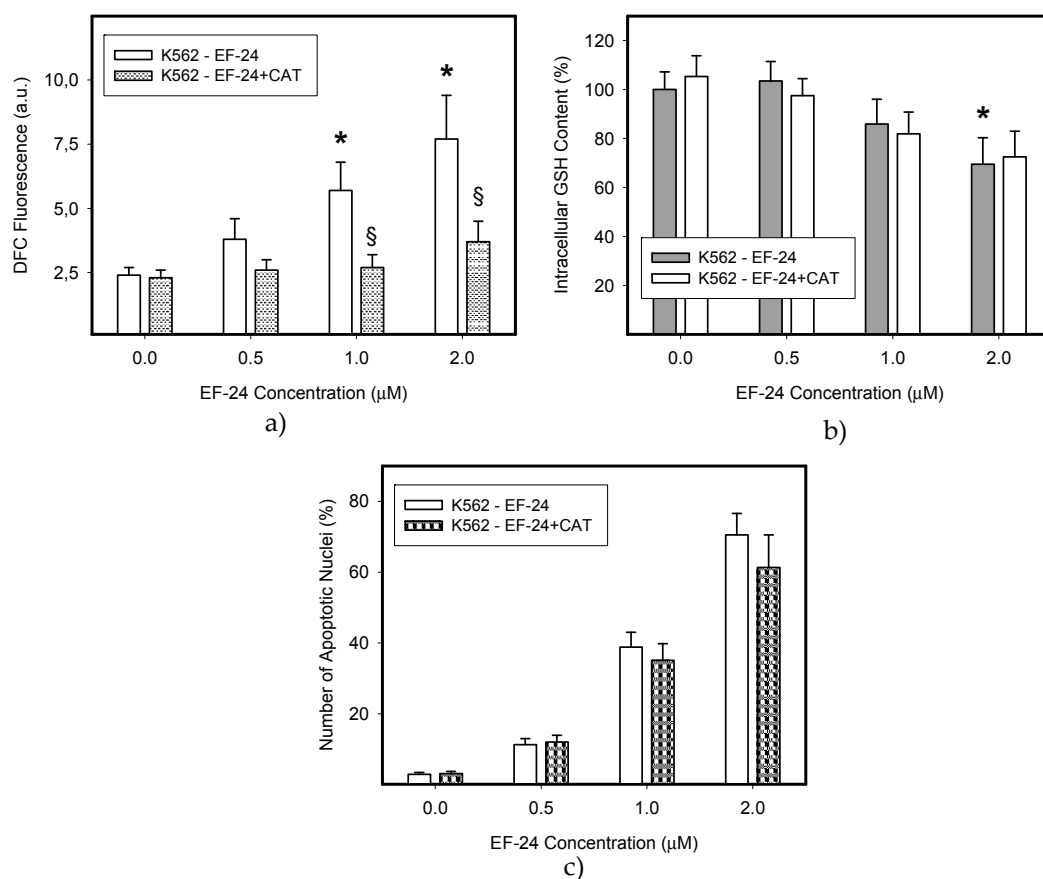 K562 - EF-24
K562 - EF-24+CAT
DFC Fluorescence (a.u.)
10,0
7,5
5,0
2,5
*
*
§
§
0.0 0.5 1.0 2.0
EF-24 Concentration (μM)
a)
Intracellular GSH Content (%)
120
100
80
60
40
20
*
K562 - EF-24
K562 - EF-24+CAT
0.0 0.5 1.0 2.0
EF-24 Concentration (μM)
b)
Number of Apoptotic Nuclei (%)
80
60
40
20
K562 - EF-24
K562 - EF-24+CAT
0.0 0.5 1.0 2.0
EF-24 Concentration (μM)
c)